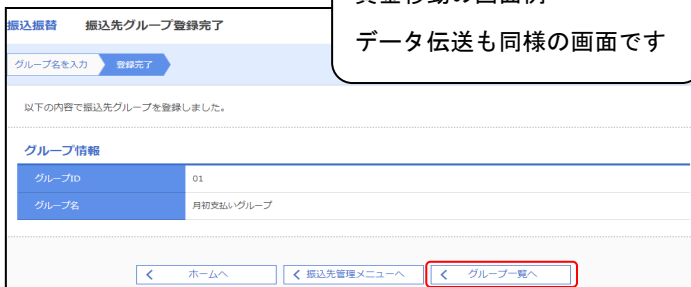 振込振替 振込先グループ登録完了
データ伝送も同様の画面です
グループ名を入力 登録完了
以下の内容で振込先グループを登録しました。
グループ情報
グループID 01
グループ名 月初支払いグループ
ホームへ 振込先管理メニューへ グループ一覧へ